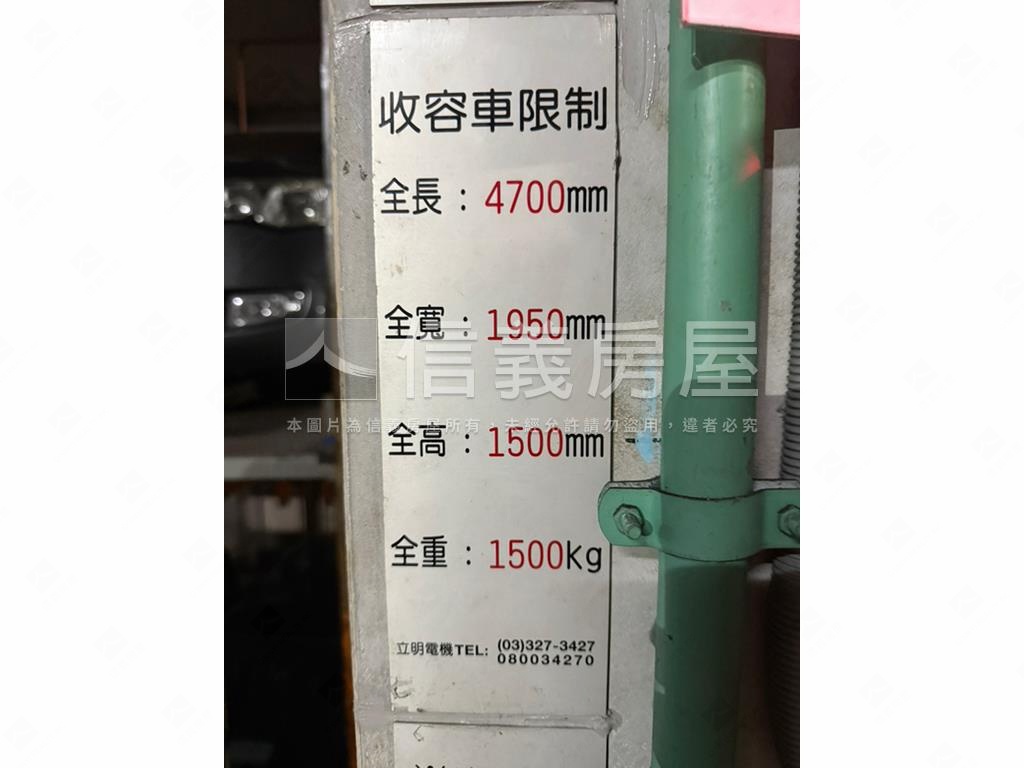 收容車限制
全長：4700mm
全寬：1950mm
信義房屋
本圖片為信義房屋所有，未經允許請勿盜用，違者必究
全高：1500mm
全重：1500kg
立明電機TEL: (03)327-3427
080034270